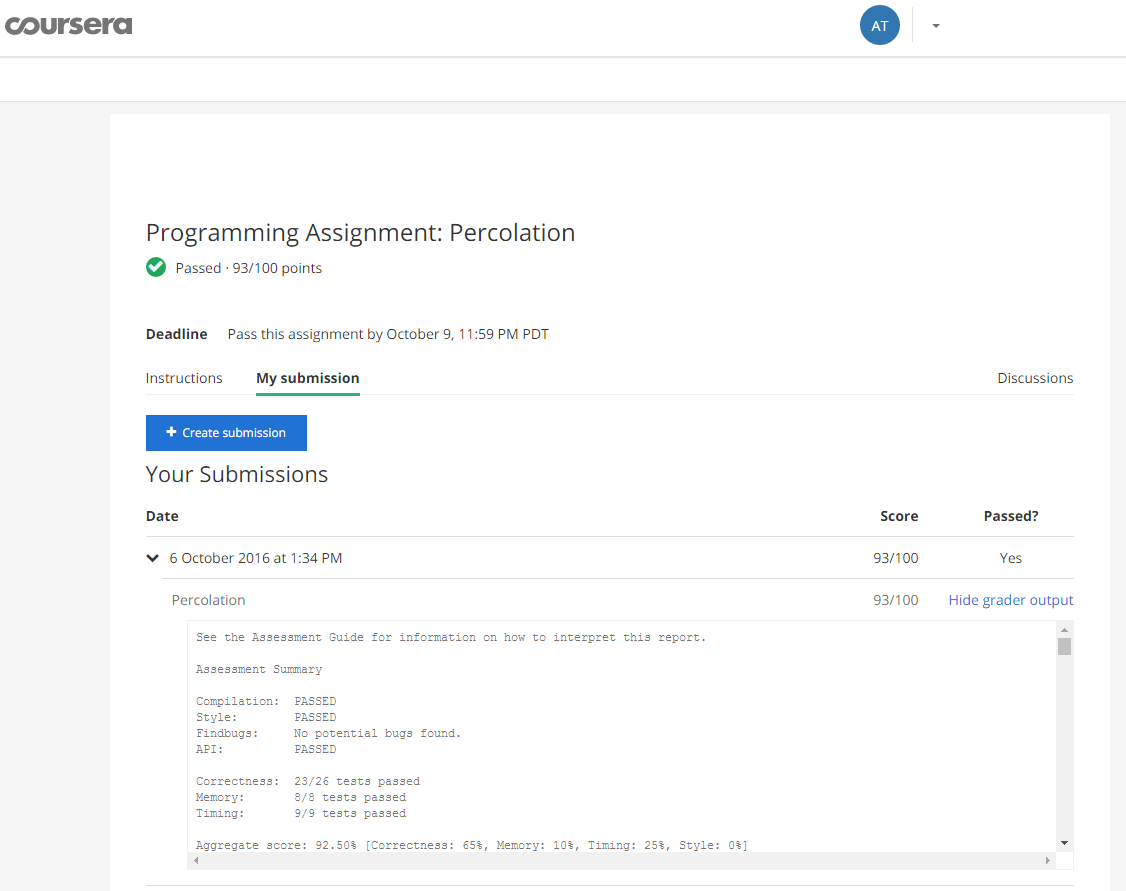 coursera
AT
Programming Assignment: Percolation
Passed · 93/100 points
Deadline Pass this assignment by October 9, 11:59 PM PDT
Instructions My submission Discussions
+ Create submission
Your Submissions
Date Score Passed?
6 October 2016 at 1:34 PM 93/100 Yes
Percolation 93/100 Hide grader output
See the Assessment Guide for information on how to interpret this report.
Assessment Summary
Compilation: PASSED
Style: PASSED
Findbugs: No potential bugs found.
API: PASSED
Correctness: 23/26 tests passed
Memory: 8/8 tests passed
Timing: 9/9 tests passed
Aggregate score: 92.50% [Correctness: 65%, Memory: 10%, Timing: 25%, Style: 0%]